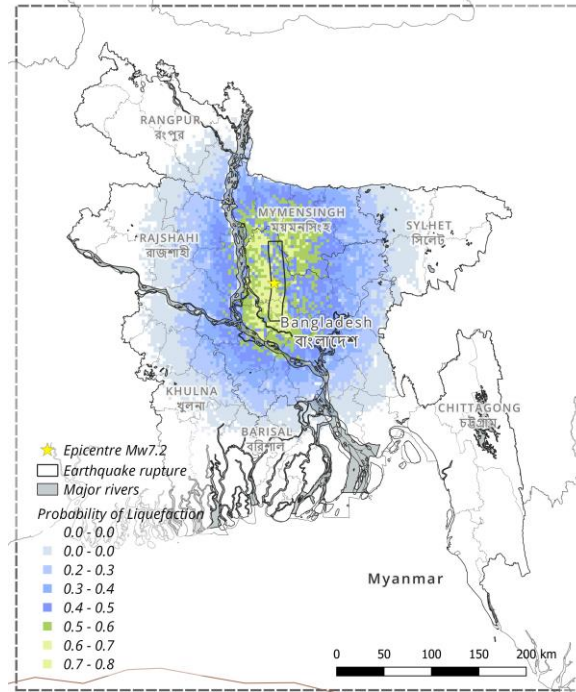 RANGPUR
রংপুর
MYMENSINGH
ময়মনসিংহ
SYLHET
সিলেট
RAJSHAHI
রাজশাহী
Bangladesh
বাংলাদেশ
KHULNA
খুলনা
CHITTAGONG
চট্টগ্রাম
BARISAL
বরিশাল
Epicentre Mw7.2
Earthquake rupture
Major rivers
Probability of Liquefaction
0.0 - 0.0
0.0 - 0.0
0.2 - 0.3
0.3 - 0.4
0.4 - 0.5
0.5 - 0.6
0.6 - 0.7
0.7 - 0.8
Myanmar
0 50 100 150 200 km